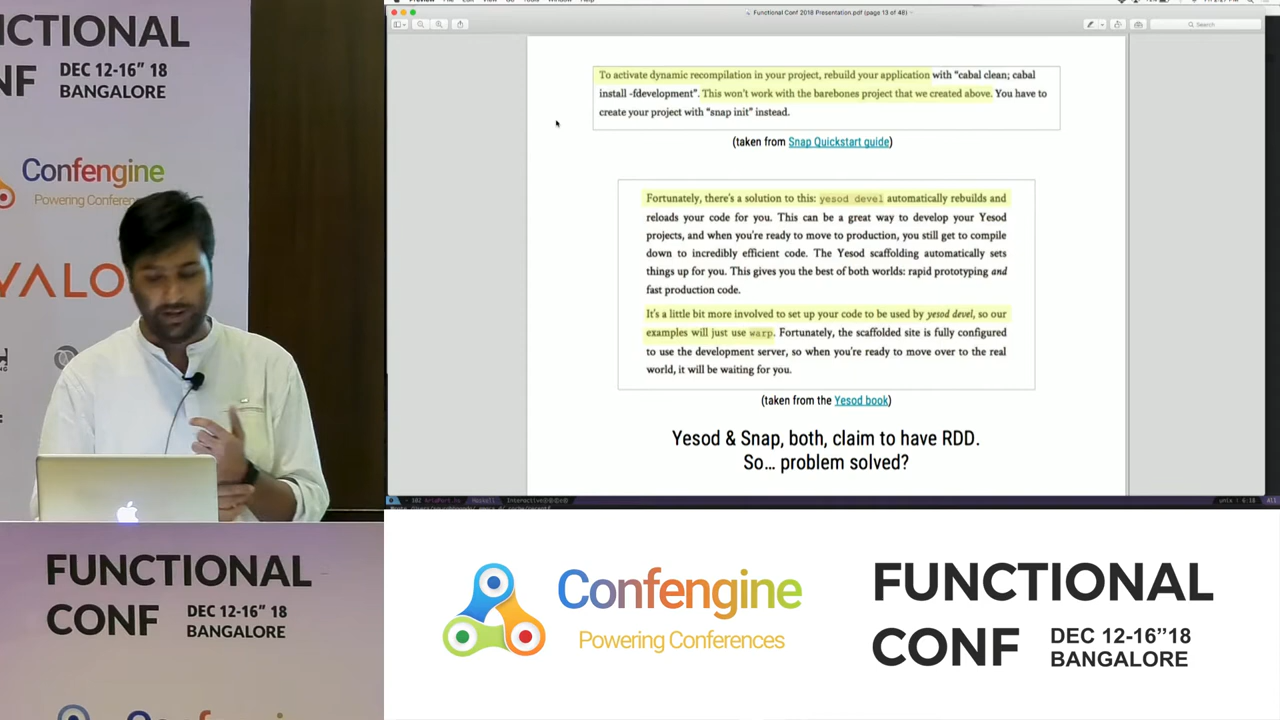 CTIONAL
NF
DEC 12-16" 18
BANGALORE
Confengine
Powering Conferenc
VALO
FUNCTIONAL
CONF
DEC 12-16" 18
BANGALORE
Functional Conf 2018 Presentation.pdf (page 13 of 48)
Search
To activate dynamic recompilation in your project, rebuild your application with “cabal clean; cabal
install -fdevelopment”. This won't work with the barebones project that we created above. You have to
create your project with “snap init” instead.
(taken from Snap Quickstart guide)
Fortunately, there's a solution to this: yesod devel automatically rebuilds and
reloads your code for you. This can be a great way to develop your Yesod
projects, and when you're ready to move to production, you still get to compile
down to incredibly efficient code. The Yesod scaffolding automatically sets
things up for you. This gives you the best of both worlds: rapid prototyping and
fast production code.
It's a little bit more involved to set up your code to be used by yesod devel, so our
examples will just use warp. Fortunately, the scaffolded site is fully configured
to use the development server, so when you're ready to move over to the real
world, it will be waiting for you.
(taken from the Yesod book)
Yesod & Snap, both, claim to have RDD.
So... problem solved?
Confengine
Powering Conferences
FUNCTIONAL
CONF
DEC 12-16"18
BANGALORE